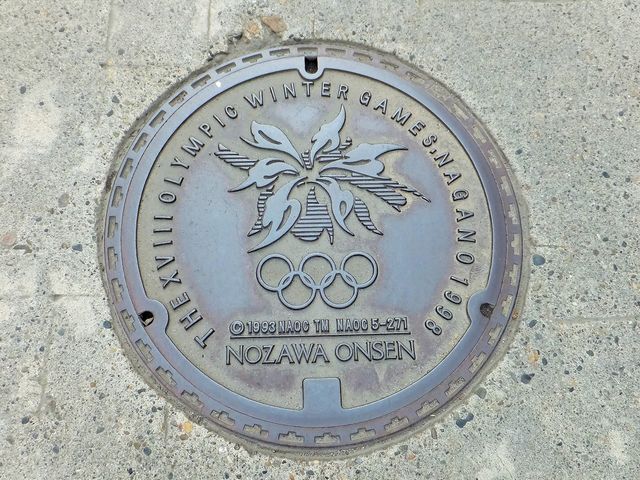 THE XVIII OLYMPIC WINTER GAMES, NAGANO 1998
© 1993 NAOC TM NAOC 5-271
NOZAWA ONSEN